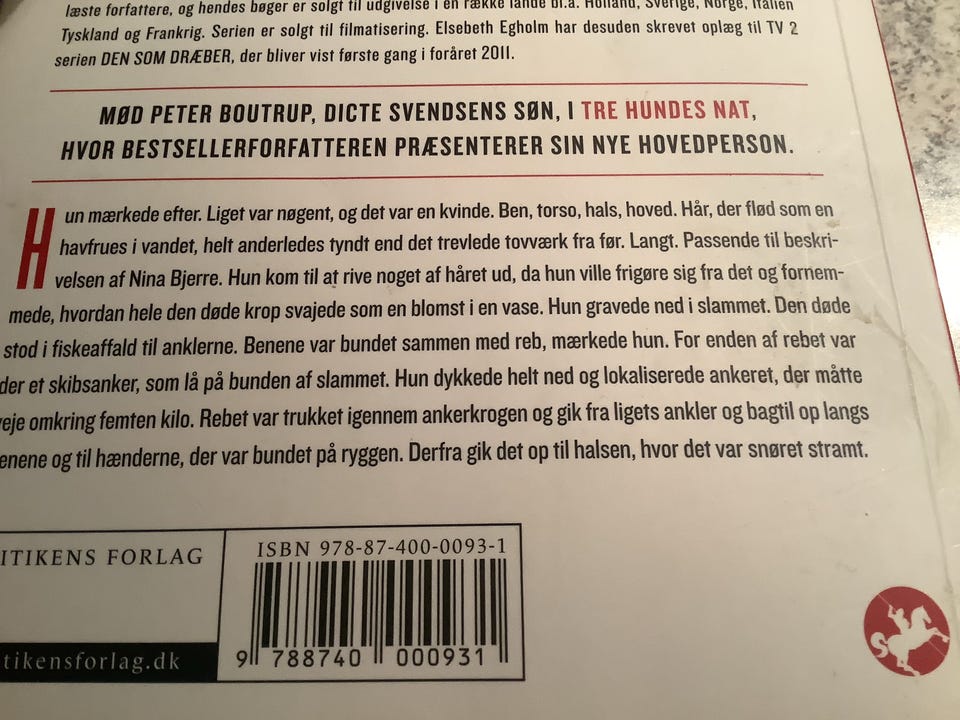 læste forfattere, og hendes bøger er solgt til udgivelse i en række lande bl.a. Holland, Sverige, Norge, Italien
Tyskland og Frankrig. Serien er solgt til filmatisering. Elsebeth Egholm har desuden skrevet oplæg til TV 2
serien DEN SOM DRÆBER, der bliver vist første gang i foråret 2011.
MØD PETER BOUTRUP, DICTE SVENDSENS SØN, I TRE HUNDES NAT,
HVOR BESTSELLERFORFATTEREN PRÆSENTERER SIN NYE HOVEDPERSON.
Hun mærkede efter. Liget var nøgent, og det var en kvinde. Ben, torso, hals, hoved. Hår, der flød som en
havfrues i vandet, helt anderledes tyndt end det trevlede tovværk fra før. Langt. Passende til beskri-
velsen af Nina Bjerre. Hun kom til at rive noget af håret ud, da hun ville frigøre sig fra det og fornem-
mede, hvordan hele den døde krop svajede som en blomst i en vase. Hun gravede ned i slammet. Den døde
stod i fiskeaffald til anklerne. Benene var bundet sammen med reb, mærkede hun. For enden af rebet var
der et skibsanker, som lå på bunden af slammet. Hun dykkede helt ned og lokaliserede ankeret, der måtte
veje omkring femten kilo. Rebet var trukket igennem ankerkrogen og gik fra ligets ankler og bagtil op langs
enene og til hænderne, der var bundet på ryggen. Derfra gik det op til halsen, hvor det var snøret stramt.
ITIKENS FORLAG
tikensforlag.dk
ISBN 978-87-400-0093-1
9 788740 000931